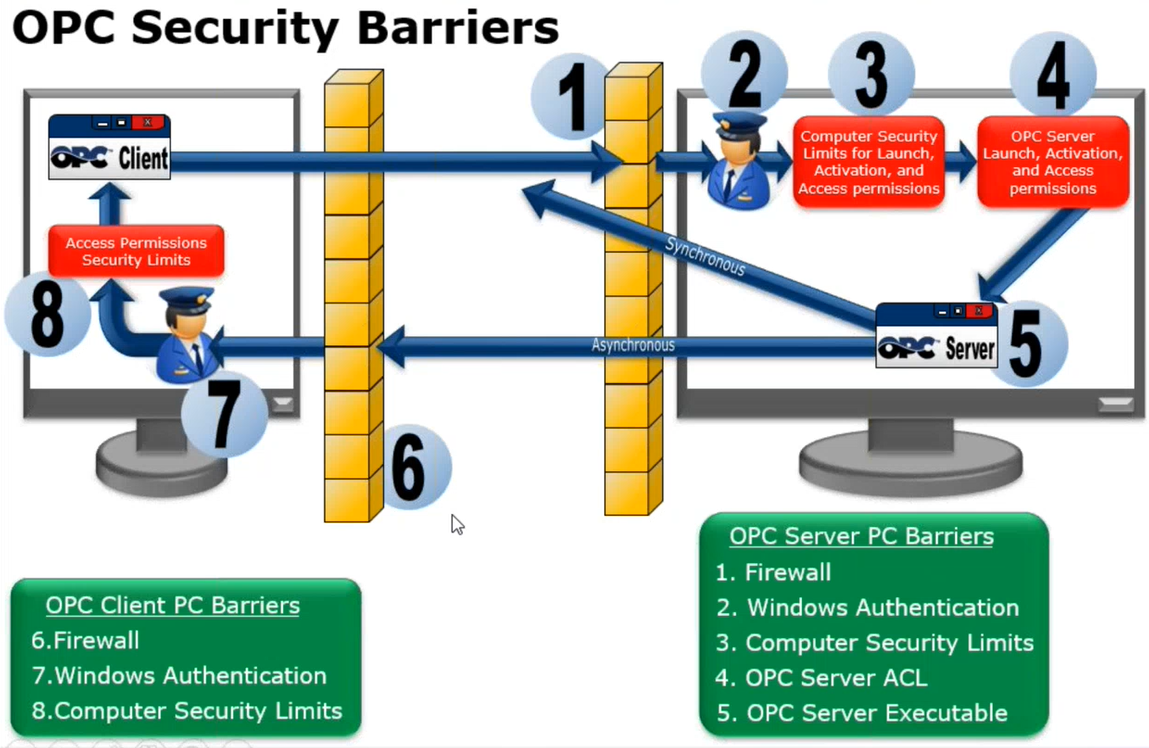 OPC Security Barriers
1
2
3
4
OPC Client
Computer Security
Limits for Launch,
Activation, and
Access permissions
OPC Server
Launch, Activation,
and Access
permissions
Access Permissions
Security Limits
Synchronous
8
OPC Server
5
Asynchronous
7
6
OPC Client PC Barriers
6.Firewall
7.Windows Authentication
8.Computer Security Limits
OPC Server PC Barriers
1. Firewall
2. Windows Authentication
3. Computer Security Limits
4. OPC Server ACL
5. OPC Server Executable